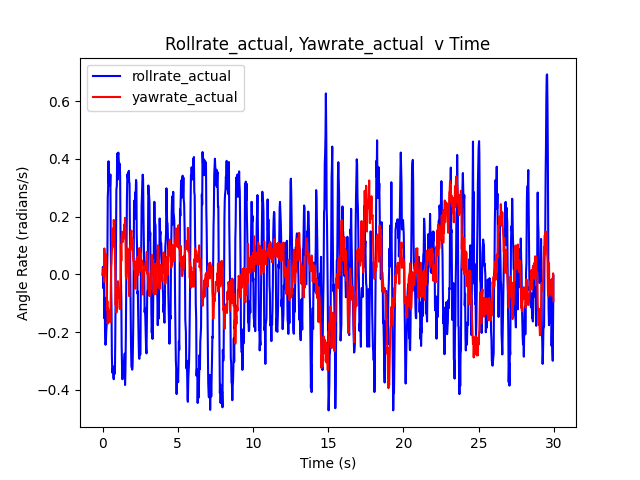 Rollrate_actual, Yawrate_actual  v Time
rollrate_actual
yawrate_actual
Angle Rate (radians/s)
0.6
0.4
0.2
0.0
−0.2
−0.4
0 5 10 15 20 25 30
Time (s)